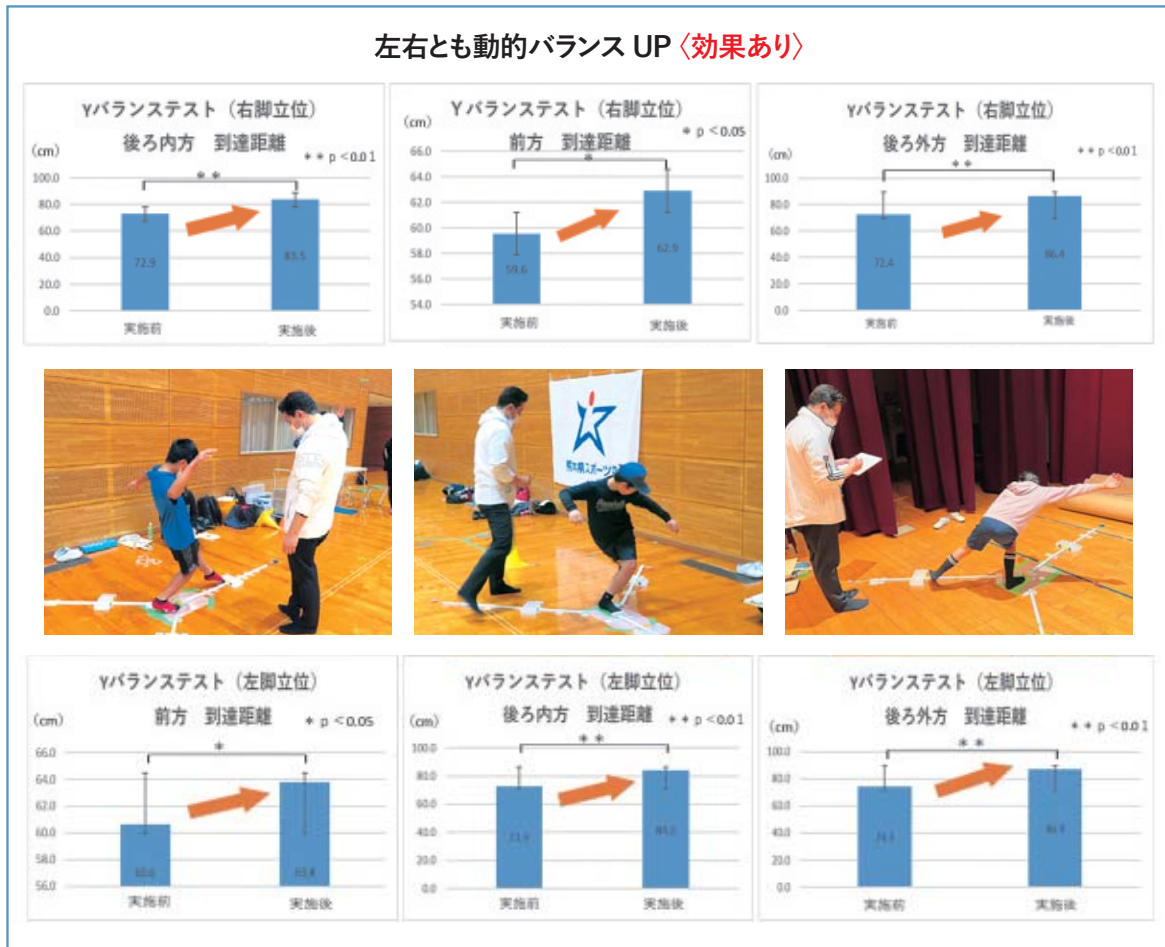 左右とも動的バランス UP〈効果あり〉
Yバランステスト（右脚立位）
後ろ内方　到達距離
(cm)
＊＊ p <0.01
＊＊
100.0
80.0
60.0
40.0
20.0
0.0
72.9
83.5
実施前
実施後
Yバランステスト（右脚立位）
前方　到達距離
(cm)
＊ p <0.05
＊
66.0
64.0
62.0
60.0
58.0
56.0
54.0
59.6
62.9
実施前
実施後
Yバランステスト（右脚立位）
後ろ外方　到達距離
(cm)
＊＊ p <0.01
＊＊
100.0
80.0
60.0
40.0
20.0
0.0
72.4
86.4
実施前
実施後
熊本県スポーツ
Yバランステスト（左脚立位）
前方　到達距離
(cm)
＊ p <0.05
＊
66.0
64.0
62.0
60.0
58.0
56.0
60.6
63.8
実施前
実施後
Yバランステスト（左脚立位）
後ろ内方　到達距離
(cm)
＊＊ p <0.01
＊＊
100.0
80.0
60.0
40.0
20.0
0.0
実施前
実施後
Yバランステスト（左脚立位）
後ろ外方　到達距離
(cm)
＊＊ p <0.01
＊＊
100.0
80.0
60.0
40.0
20.0
0.0
実施前
実施後